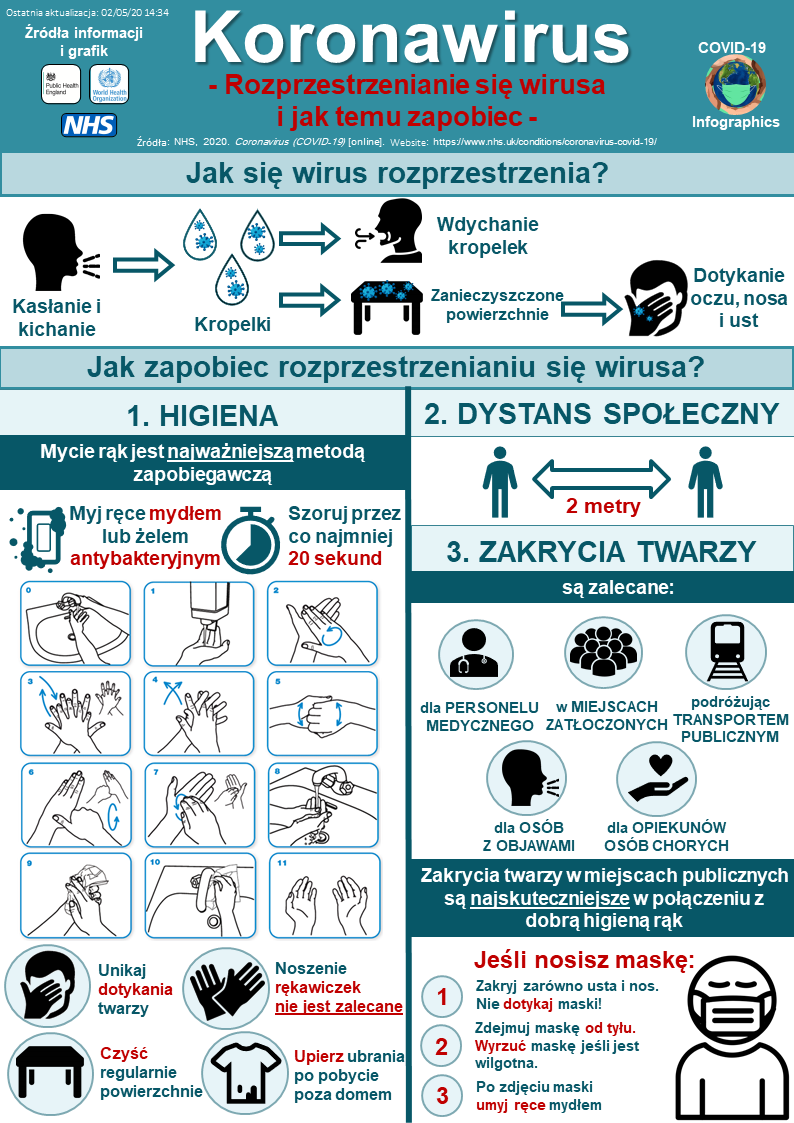 Ostatnia aktualizacja: 02/05/20 14:34
Źródła informacji
i grafik
Public Health
England
World Health
Organization
NHS
Koronawirus
- Rozprzestrzenianie się wirusa
i jak temu zapobiec -
COVID-19
Infographics
Źródła: NHS, 2020. Coronavirus (COVID-19) [online]. Website: https://www.nhs.uk/conditions/coronavirus-covid-19/
Jak się wirus rozprzestrzenia?
Kasłanie i
kichanie
Kropelki
Wdychanie
kropelek
Zanieczyszczone
powierzchnie
Dotykanie
oczu, nosa
i ust
Jak zapobiec rozprzestrzenianiu się wirusa?
1. HIGIENA
Mycie rąk jest najważniejszą metodą
zapobiegawczą
Myj ręce mydłem
lub żelem
antybakteryjnym
Szoruj przez
co najmniej
20 sekund
0
1
2
3
4
5
6
7
8
9
10
11
Unikaj
dotykania
twarzy
Noszenie
rękawiczek
nie jest zalecane
Czyść
regularnie
powierzchnie
Upierz ubrania
po pobycie
poza domem
2. DYSTANS SPOŁECZNY
2 metry
3. ZAKRYCIA TWARZY
są zalecane:
dla PERSONELU
MEDYCZNEGO
w MIEJSCACH
ZATŁOCZONYCH
podróżując
TRANSPORTEM
PUBLICZNYM
dla OSÓB
Z OBJAWAMI
dla OPIEKUNÓW
OSÓB CHORYCH
Zakrycia twarzy w miejscach publicznych
są najskuteczniejsze w połączeniu z
dobrą higieną rąk
Jeśli nosisz maskę:
1
Zakryj zarówno usta i nos.
Nie dotykaj maski!
2
Zdejmuj maskę od tyłu.
Wyrzuć maskę jeśli jest
wilgotna.
3
Po zdjęciu maski
umyj ręce mydłem